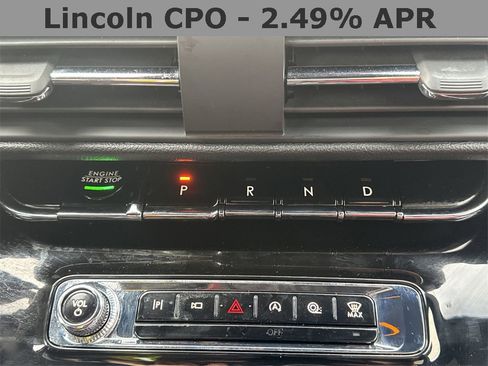 Lincoln CPO - 2.49% APR
ENGINE
START STOP
P R N D
VOL
P A MAX
OFF